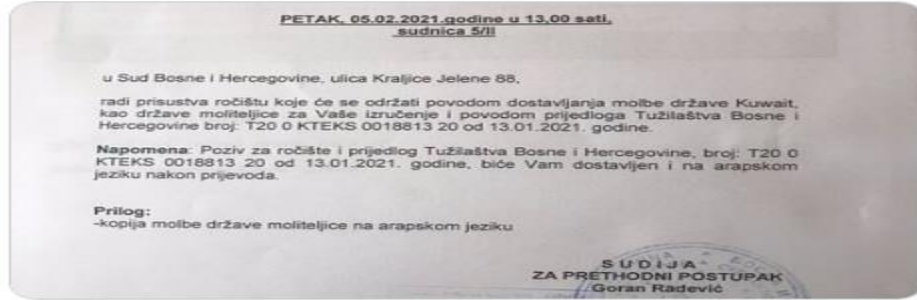 PETAK, 05.02.2021.godine u 13,00 sati,
sudnica 5/II
u Sud Bosne i Hercegovine, ulica Kraljice Jelene 88,
radi prisustva ročištu koje će se održati povodom dostavljanja molbe države Kuwait,
kao države moliteljice za Vaše izručenje i povodom prijedloga Tužilaštva Bosne i
Hercegovine broj: T20 0 KTEKS 0018813 20 od 13.01.2021. godine.
Napomena: Poziv za ročište i prijedlog Tužilaštva Bosne i Hercegovine, broj: T20 0
KTEKS 0018813 20 od 13.01.2021. godine, biće Vam dostavljen i na arapskom
jeziku nakon prijevoda.
Prilog:
-kopija molbe države moliteljice na arapskom jeziku
SUDIJA
ZA PRETHODNI POSTUPAK
Goran Radević